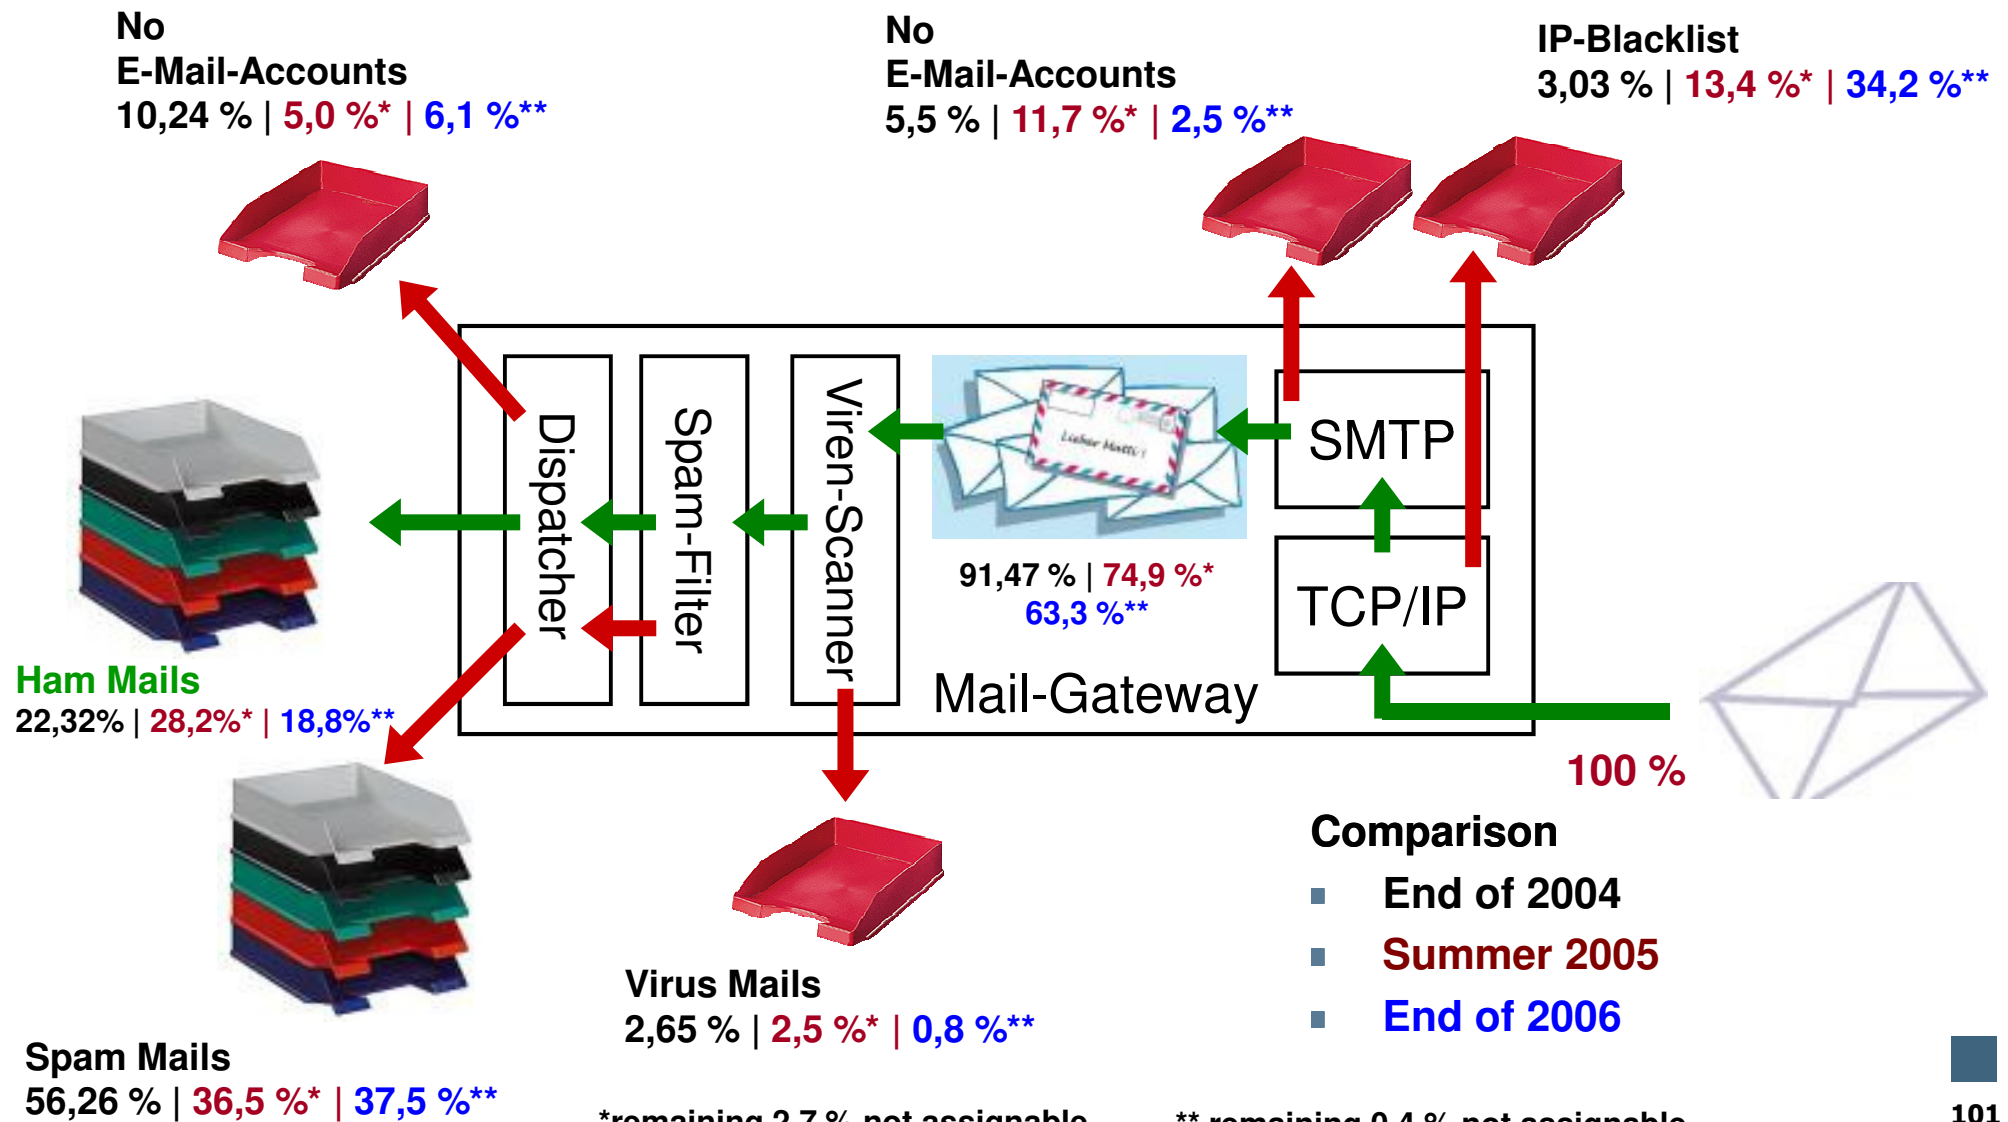 No
E-Mail-Accounts
10,24 % | 5,0 %* | 6,1 %**
No
E-Mail-Accounts
5,5 % | 11,7 %* | 2,5 %**
IP-Blacklist
3,03 % | 13,4 %* | 34,2 %**
Dispatcher
Spam-Filter
Viren-Scanner
Lieber Matti !
SMTP
TCP/IP
91,47 % | 74,9 %*
63,3 %**
Mail-Gateway
Ham Mails
22,32% | 28,2%* | 18,8%**
100 %
Comparison
End of 2004
Summer 2005
End of 2006
Virus Mails
2,65 % | 2,5 %* | 0,8 %**
Spam Mails
56,26 % | 36,5 %* | 37,5 %**
*remaining 2,7 % not assignable
** remaining 0,4 % not assignable
101